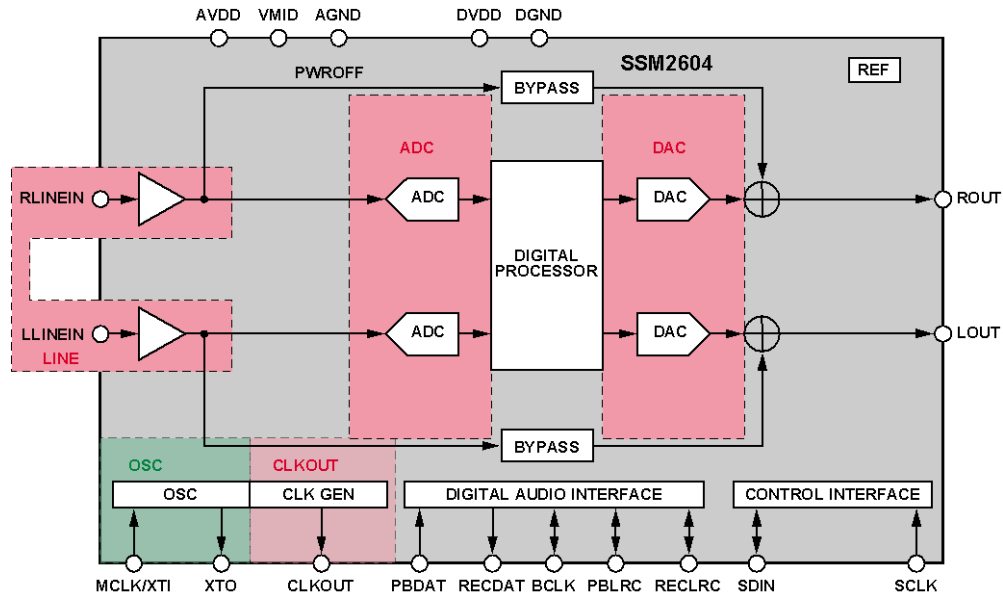 AVDD VMID AGND DVDD DGND
SSM2604
REF
PWROFF
BYPASS
ADC
DAC
RLINEIN
ADC
DAC
ROUT
DIGITAL
PROCESSOR
LLINEIN
ADC
DAC
LOUT
LINE
BYPASS
OSC
CLKOUT
OSC
CLK GEN
DIGITAL AUDIO INTERFACE
CONTROL INTERFACE
MCLK/XTI XTO CLKOUT PBDAT RECDAT BCLK PBLRC RECLRC SDIN SCLK